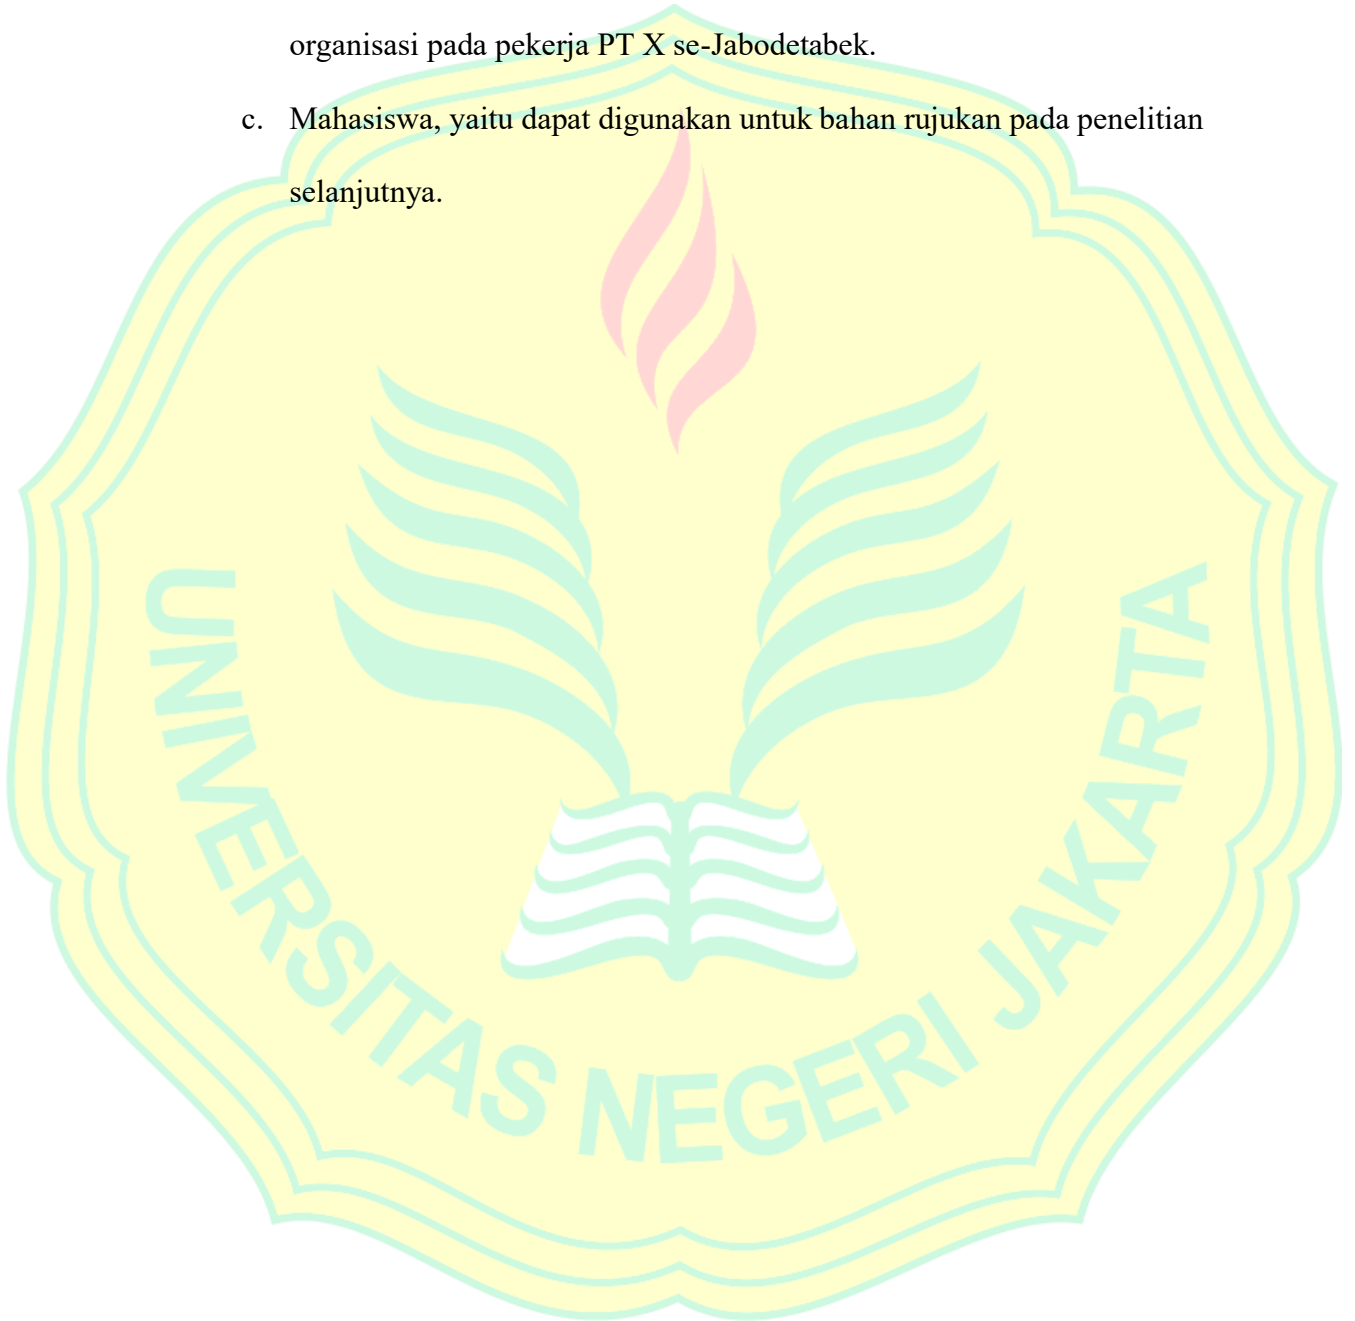 organisasi pada pekerja PT X se-Jabodetabek.
c. Mahasiswa, yaitu dapat digunakan untuk bahan rujukan pada penelitian
selanjutnya.
UNIVERSITAS NEGERI JAKARTA